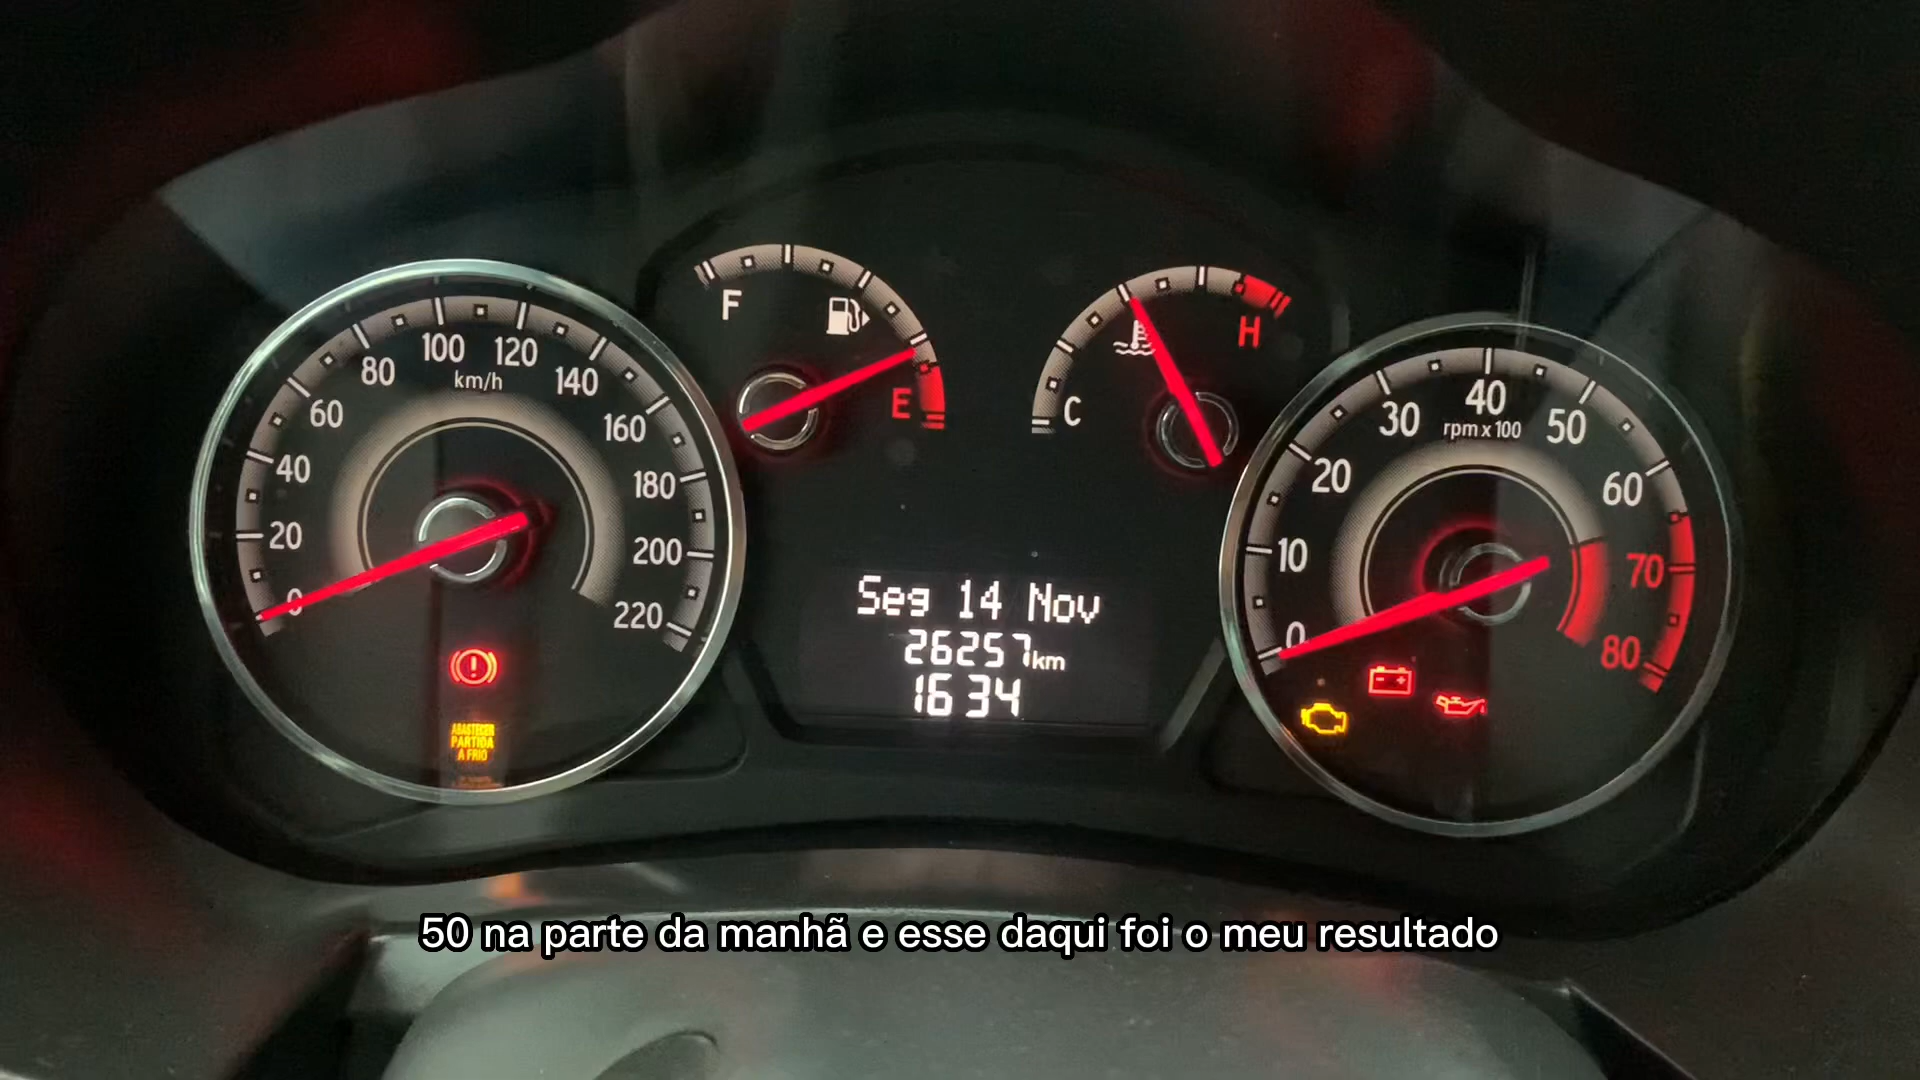 F
E
C
H
0
20
40
60
80
100
120
140
160
180
200
220
km/h
0
10
20
30
40
50
60
70
80
rpm x 100
Seg 14 Nov
26257km
16 34
ABASTECER
PARTIDA
A FRIO
50 na parte da manhã e esse daqui foi o meu resultado